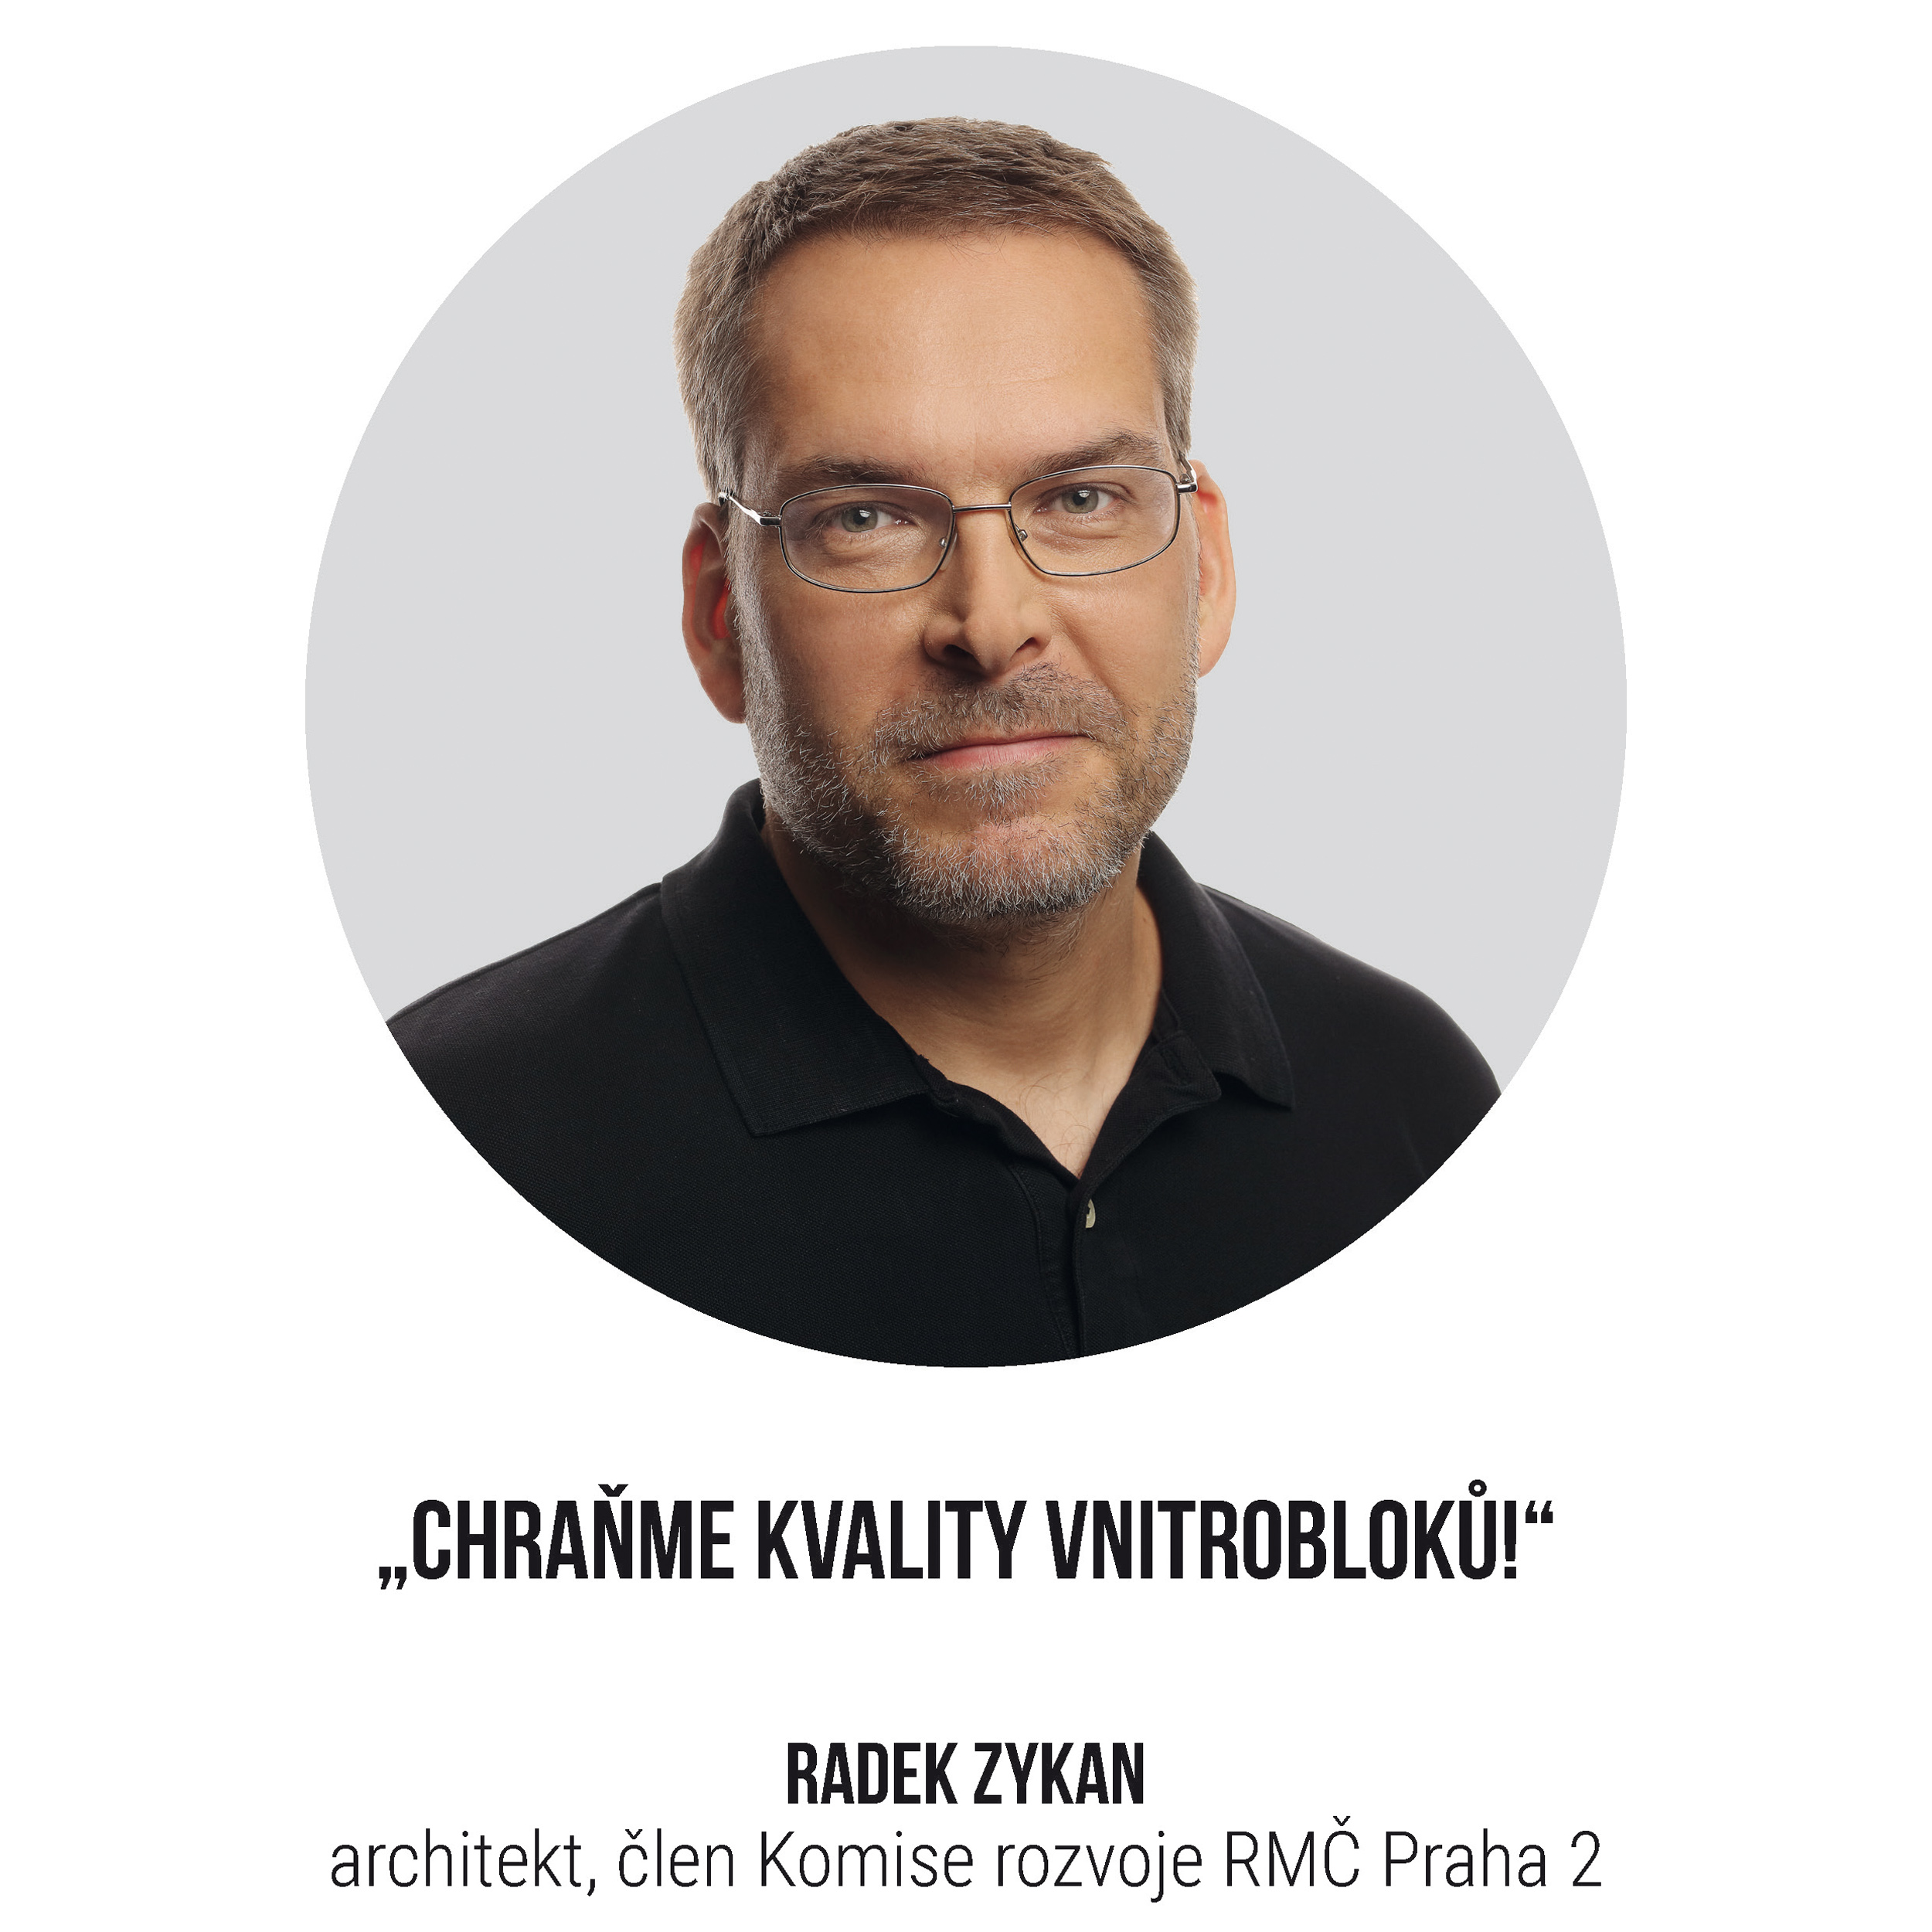 „CHRAŇME KVALITY VNITROBLOKŮ!“
RADEK ZYKAN
architekt, člen Komise rozvoje RMČ Praha 2